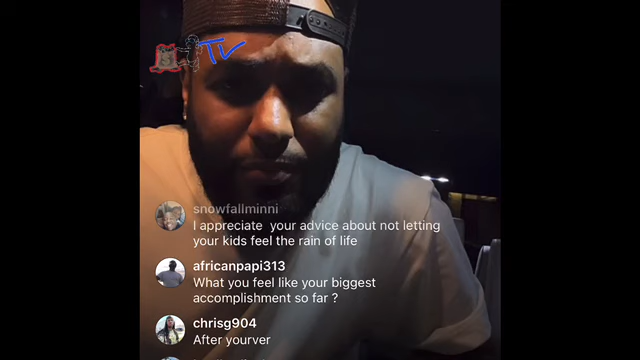 TV
snowfallminni
I appreciate your advice about not letting
your kids feel the rain of life
africanpapi313
What you feel like your biggest
accomplishment so far ?
chrisg904
After yourver